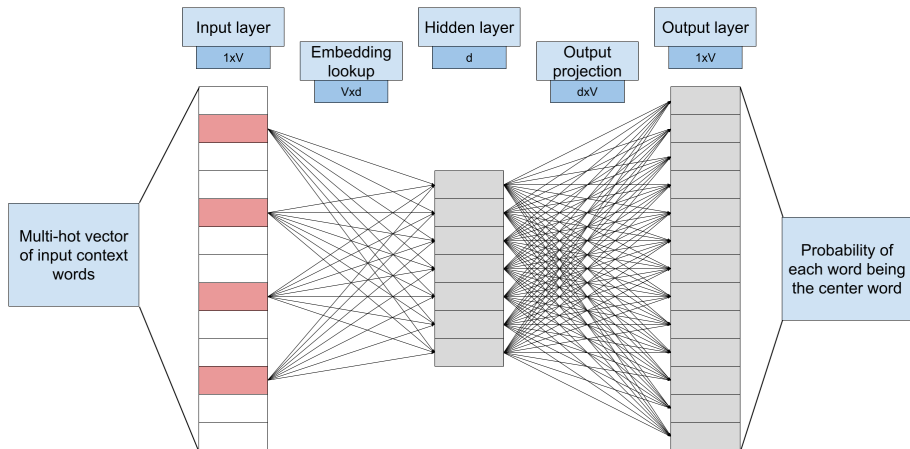 Input layer
1xV
Embedding
lookup
Vxd
Hidden layer
d
Output
projection
dxV
Output layer
1xV
Multi-hot vector
of input context
words
Probability of
each word being
the center word